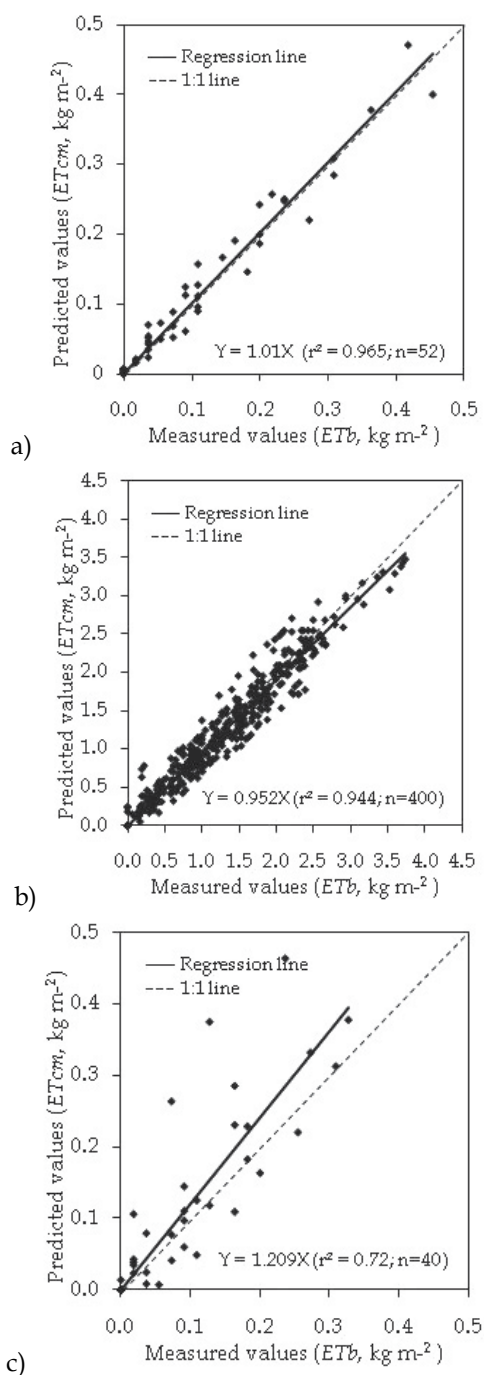 0.5
Regression line
1:1 line
0.4
0.3
0.2
0.1
0
Predicted values (ETcm, kg m-²)
Y = 1.01X (r² = 0.965; n=52)
0.0 0.1 0.2 0.3 0.4 0.5
Measured values (ETb, kg m-²)
a)
4.5
4.0
Regression line
3.5
1:1 line
3.0
2.5
2.0
1.5
1.0
0.5
0.0
Predicted values (ETcm, kg m-²)
Y = 0.952X (r² = 0.944; n=400)
0.0 0.5 1.0 1.5 2.0 2.5 3.0 3.5 4.0 4.5
Measured values (ETb, kg m-²)
b)
0.5
Regression line
1:1 line
0.4
0.3
0.2
0.1
0.0
Predicted values (ETcm, kg m-²)
Y = 1.209X (r² = 0.72; n=40)
0.0 0.1 0.2 0.3 0.4 0.5
Measured values (ETb, kg m-²)
c)